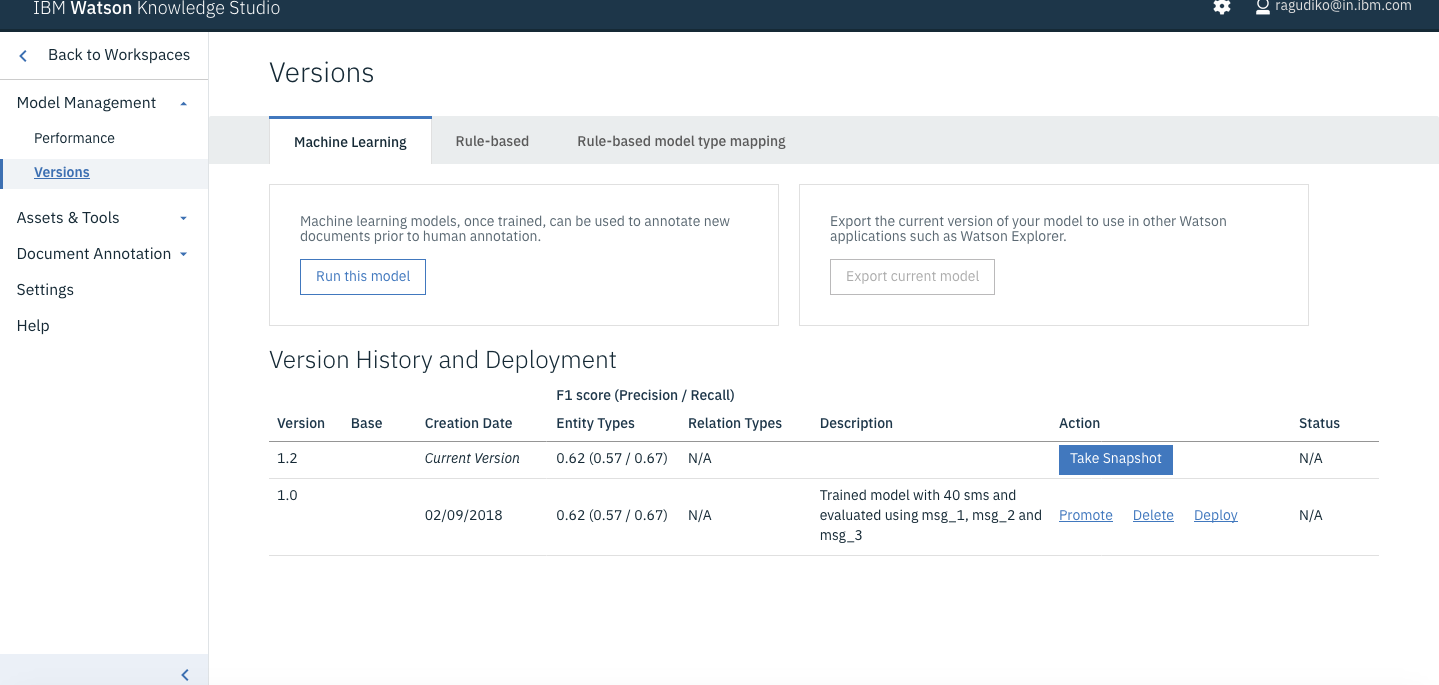 IBM Watson Knowledge Studio
ragudiko@in.ibm.com
Back to Workspaces
Model Management
Performance
Versions
Assets & Tools
Document Annotation
Settings
Help
Versions
Machine Learning Rule-based Rule-based model type mapping
Machine learning models, once trained, can be used to annotate new
documents prior to human annotation.
Run this model
Export the current version of your model to use in other Watson
applications such as Watson Explorer.
Export current model
Version History and Deployment
F1 score (Precision / Recall)
Version Base Creation Date Entity Types Relation Types Description Action Status
1.2 Current Version 0.62 (0.57 / 0.67) N/A Take Snapshot N/A
1.0
02/09/2018 0.62 (0.57 / 0.67) N/A
Trained model with 40 sms and
evaluated using msg_1, msg_2 and
msg_3
Promote Delete Deploy N/A